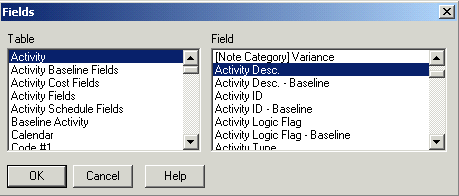 Fields
Table
Activity
Activity Baseline Fields
Activity Cost Fields
Activity Fields
Activity Schedule Fields
Baseline Activity
Calendar
Code #1
Field
[Note Category] Variance
Activity Desc.
Activity Desc. - Baseline
Activity ID
Activity ID - Baseline
Activity Logic Flag
Activity Logic Flag - Baseline
Activity Type
OK
Cancel
Help